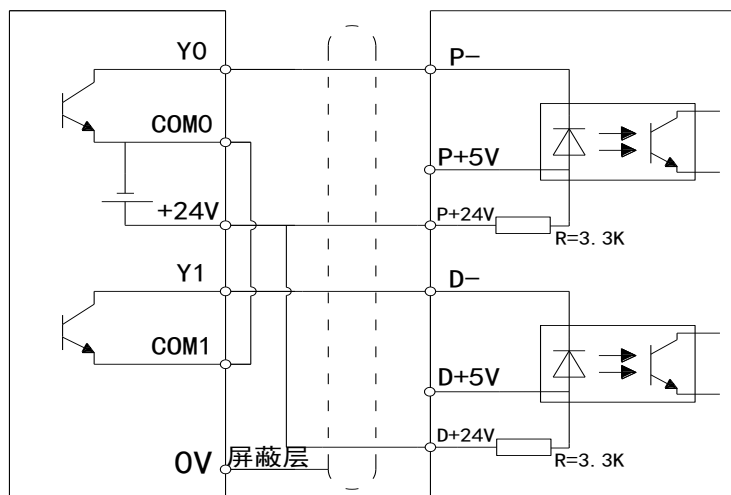 Y0
P-
COM0
P+5V
+24V
P+24V
R=3.3K
Y1
D-
COM1
D+5V
D+24V
0V
屏蔽层
R=3.3K